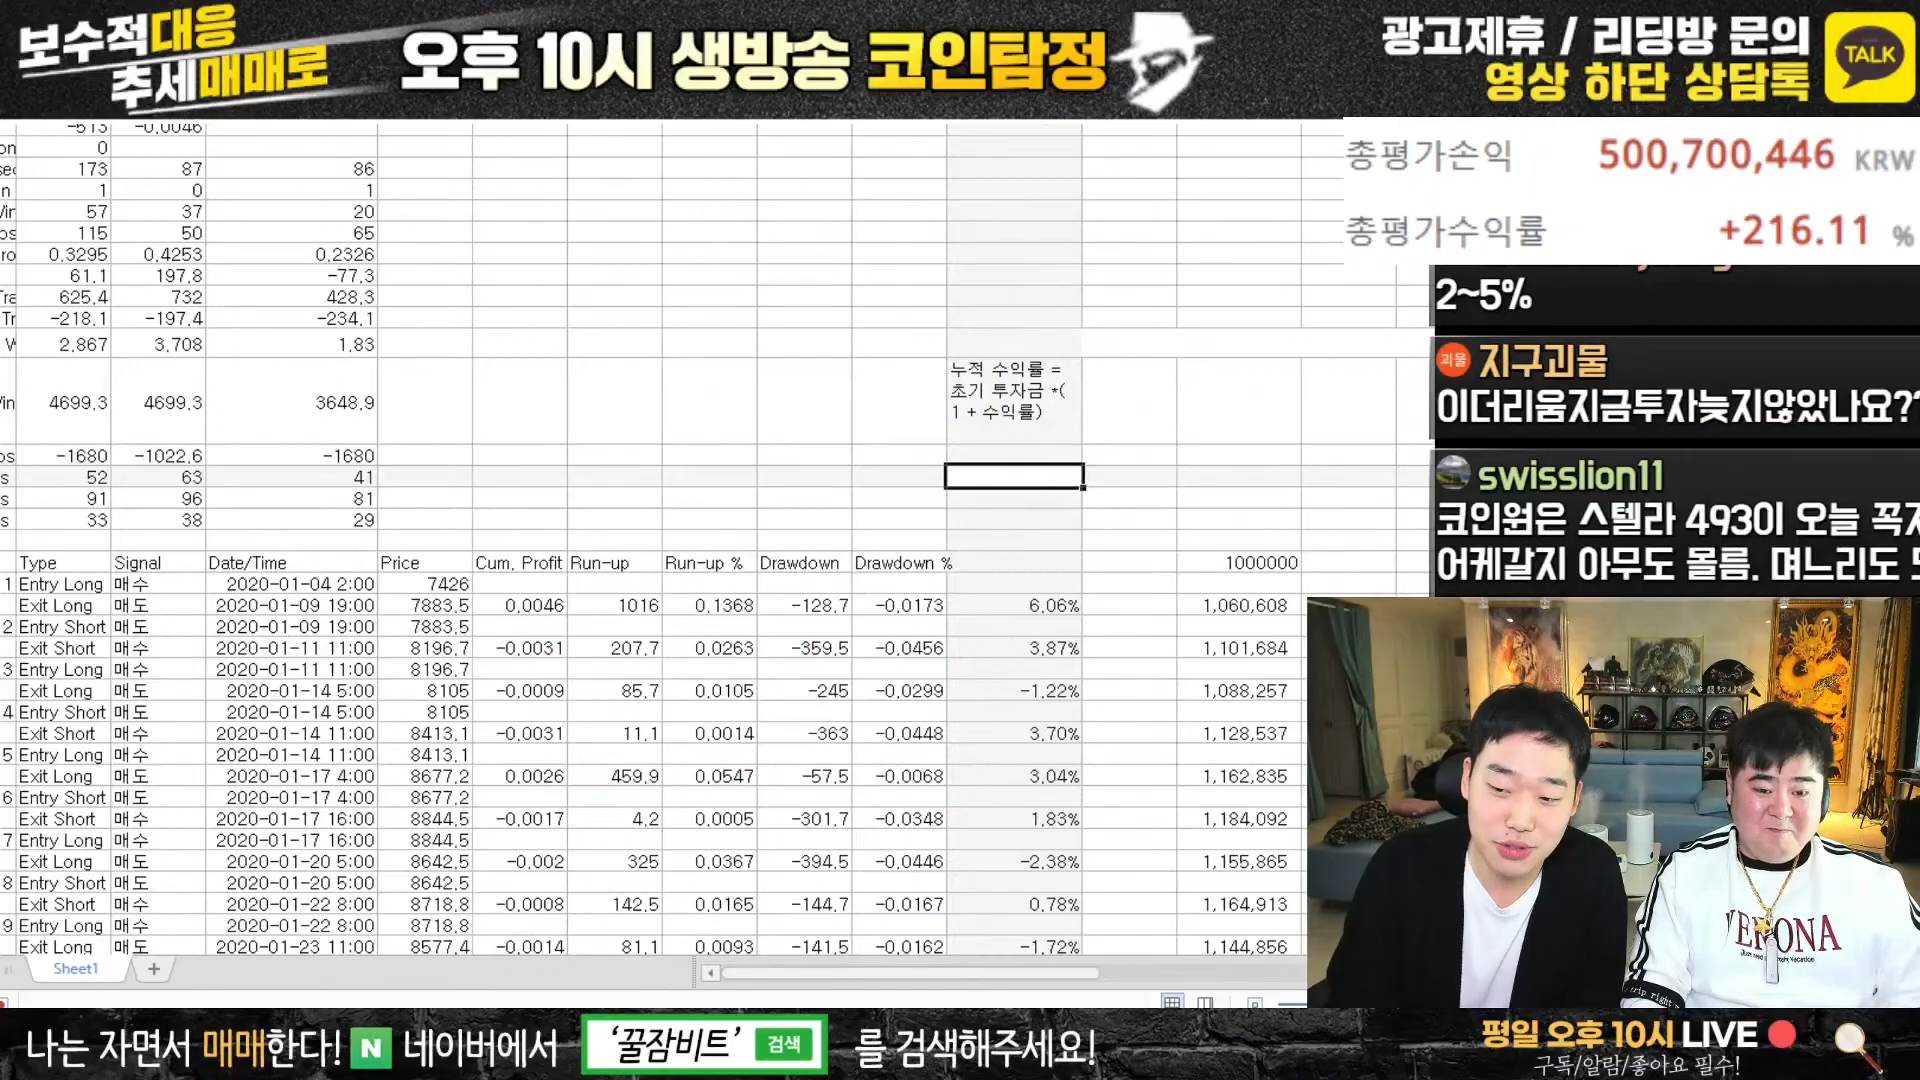 보수적대응
추세매매로
오후 10시 생방송 코인탐정
광고제휴 / 리딩방 문의
영상 하단 상담톡
TALK
총평가손익 500,700,446 KRW
총평가수익률 +216.11 %
2~5%
괴물 지구괴물
이더리움지금투자늦지않았나요??
swisslion11
코인원은 스텔라 493이 오늘 꼭지
어케갈지 아무도 몰름. 며느리도
-513 -0,0046
on 0
sec 173 87 86
n 1 0 1
Vin 57 37 20
os 115 50 65
ro 0,3295 0,4253 0,2326
61,1 197,8 -77,3
Tra 625,4 732 428,3
Tr -218,1 -197,4 -234,1
W 2,867 3,708 1,83
누적 수익률 =
초기 투자금 *(
1 + 수익률)
Vin 4699,3 4699,3 3648,9
os -1680 -1022,6 -1680
s 52 63 41
s 91 96 81
s 33 38 29
Type Signal Date/Time Price Cum, Profit Run-up Run-up % Drawdown Drawdown % 1000000
1 Entry Long 매수 2020-01-04 2:00 7426
Exit Long 매도 2020-01-09 19:00 7883,5 0,0046 1016 0,1368 -128,7 -0,0173 6,06% 1,060,608
2 Entry Short 매도 2020-01-09 19:00 7883,5
Exit Short 매수 2020-01-11 11:00 8196,7 -0,0031 207,7 0,0263 -359,5 -0,0456 3,87% 1,101,684
3 Entry Long 매수 2020-01-11 11:00 8196,7
Exit Long 매도 2020-01-14 5:00 8105 -0,0009 85,7 0,0105 -245 -0,0299 -1,22% 1,088,257
4 Entry Short 매도 2020-01-14 5:00 8105
Exit Short 매수 2020-01-14 11:00 8413,1 -0,0031 11,1 0,0014 -363 -0,0448 3,70% 1,128,537
5 Entry Long 매수 2020-01-14 11:00 8413,1
Exit Long 매도 2020-01-17 4:00 8677,2 0,0026 459,9 0,0547 -57,5 -0,0068 3,04% 1,162,835
6 Entry Short 매도 2020-01-17 4:00 8677,2
Exit Short 매수 2020-01-17 16:00 8844,5 -0,0017 4,2 0,0005 -301,7 -0,0348 1,83% 1,184,092
7 Entry Long 매수 2020-01-17 16:00 8844,5
Exit Long 매도 2020-01-20 5:00 8642,5 -0,002 325 0,0367 -394,5 -0,0446 -2,38% 1,155,865
8 Entry Short 매도 2020-01-20 5:00 8642,5
Exit Short 매수 2020-01-22 8:00 8718,8 -0,0008 142,5 0,0165 -144,7 -0,0167 0,78% 1,164,913
9 Entry Long 매수 2020-01-22 8:00 8718,8
Exit Long 매도 2020-01-23 11:00 8577,4 -0,0014 81,1 0,0093 -141,5 -0,0162 -1,72% 1,144,856
Sheet1 +
VERONA
나는 자면서 매매한다! N 네이버에서 '꿀잠비트' 검색 를 검색해주세요!
평일 오후 10시 LIVE
구독/알람/좋아요 필수!